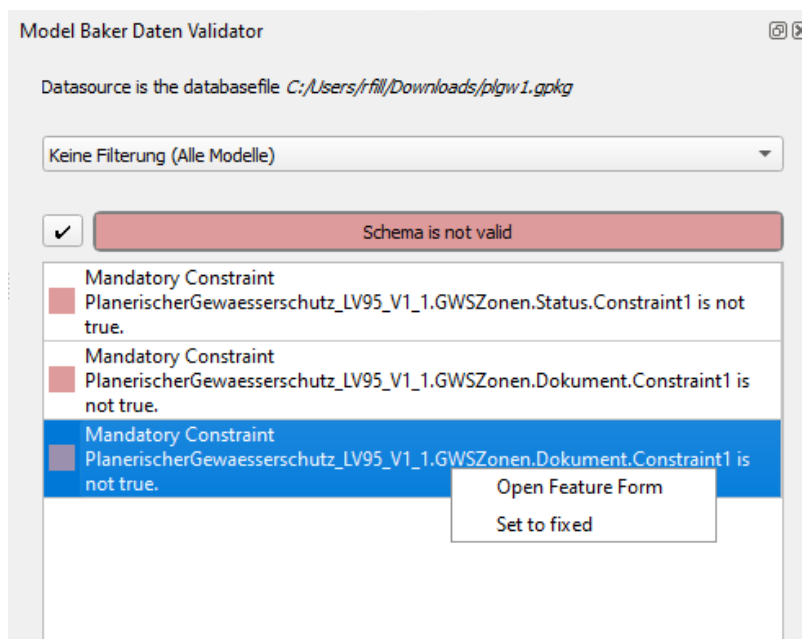 Model Baker Daten Validator
Datasource is the databasefile C:/Users/rfill/Downloads/plgw1.gpkg
Keine Filterung (Alle Modelle)
Schema is not valid
Mandatory Constraint
PlanerischerGewaesserschutz_LV95_V1_1.GWSZonen.Status.Constraint1 is not
true.
Mandatory Constraint
PlanerischerGewaesserschutz_LV95_V1_1.GWSZonen.Dokument.Constraint1 is
not true.
Mandatory Constraint
PlanerischerGewaesserschutz_LV95_V1_1.GWSZonen.Dokument.Constraint1 is
not true.
Open Feature Form
Set to fixed